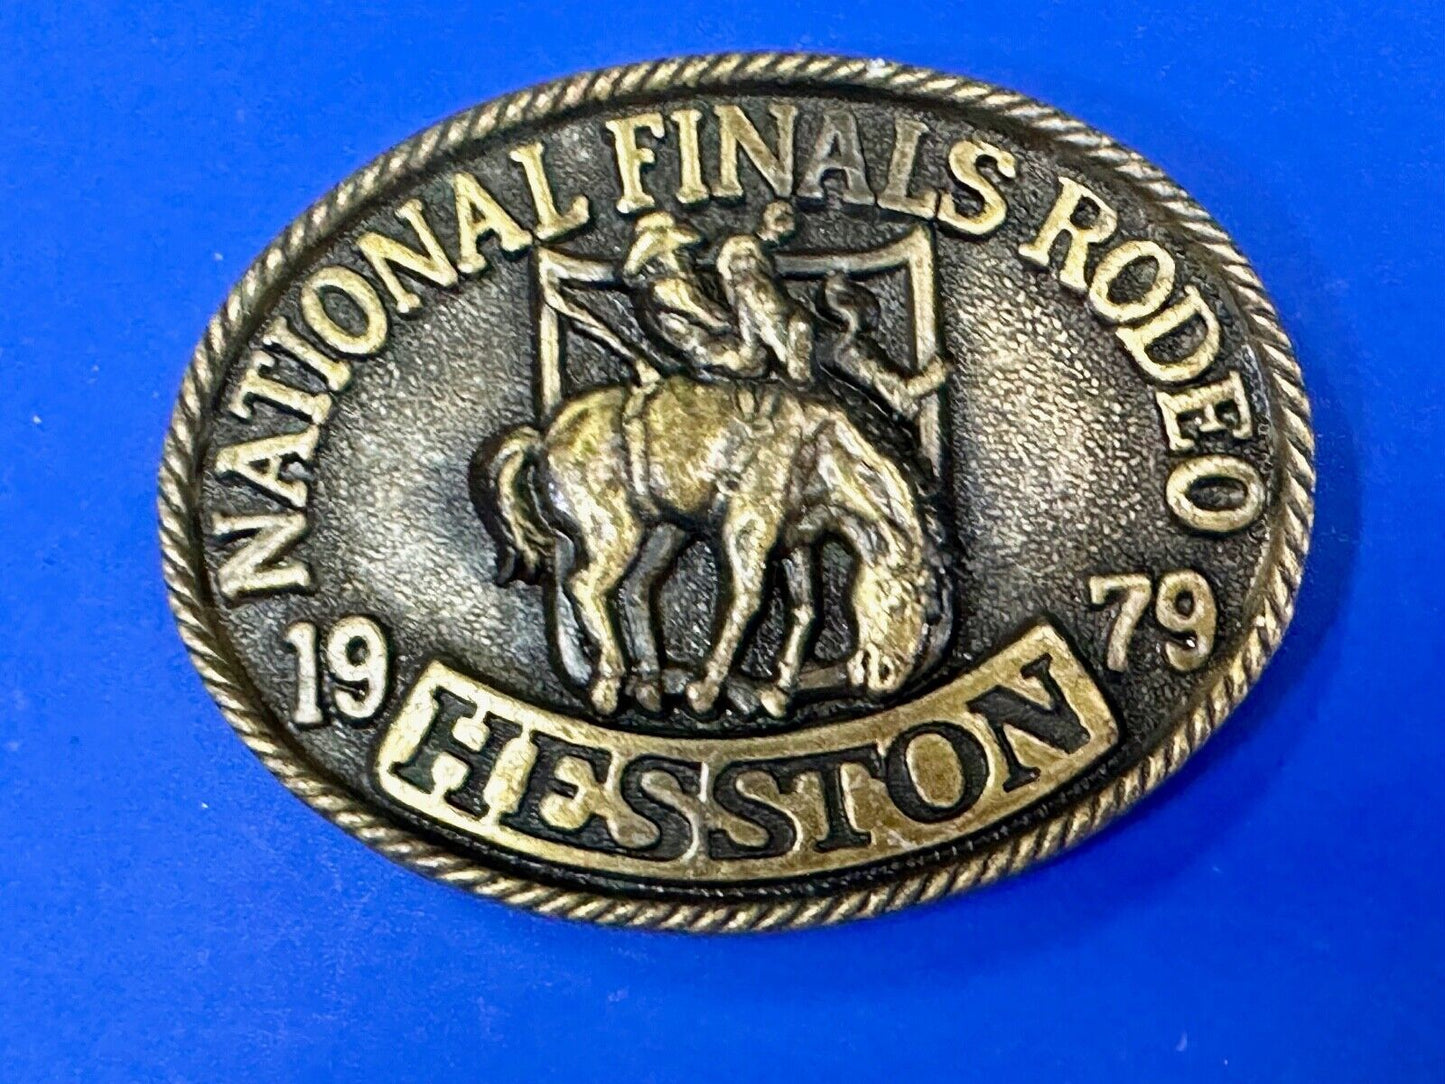 NATIONAL FINALS RODEO
19 79
HESSTON